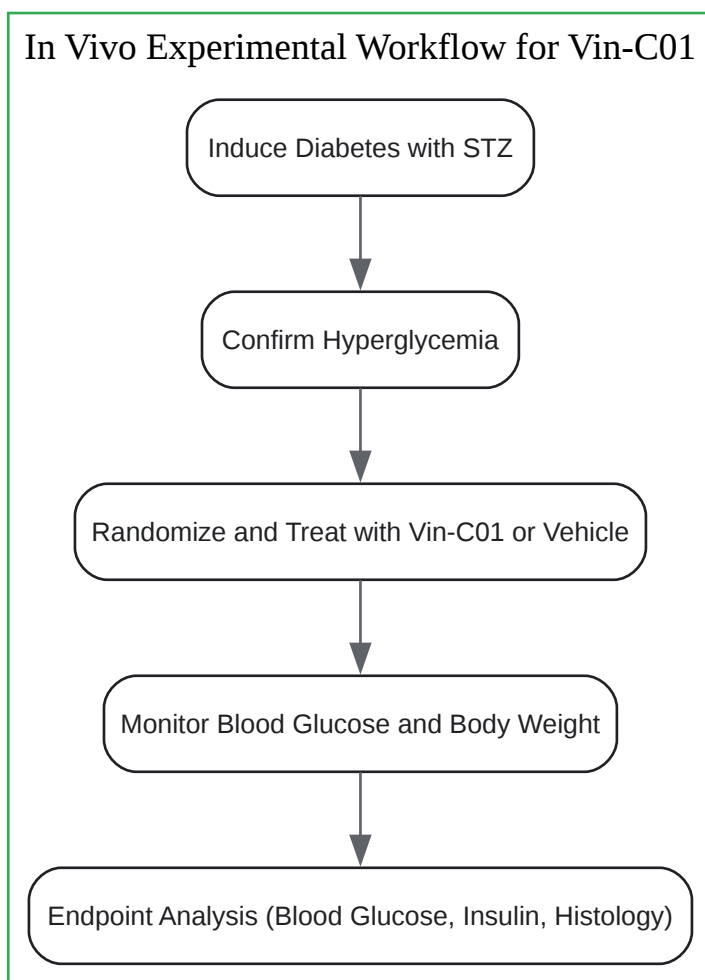 In Vivo Experimental Workflow for Vin-C01
Induce Diabetes with STZ
Confirm Hyperglycemia
Randomize and Treat with Vin-C01 or Vehicle
Monitor Blood Glucose and Body Weight
Endpoint Analysis (Blood Glucose, Insulin, Histology)